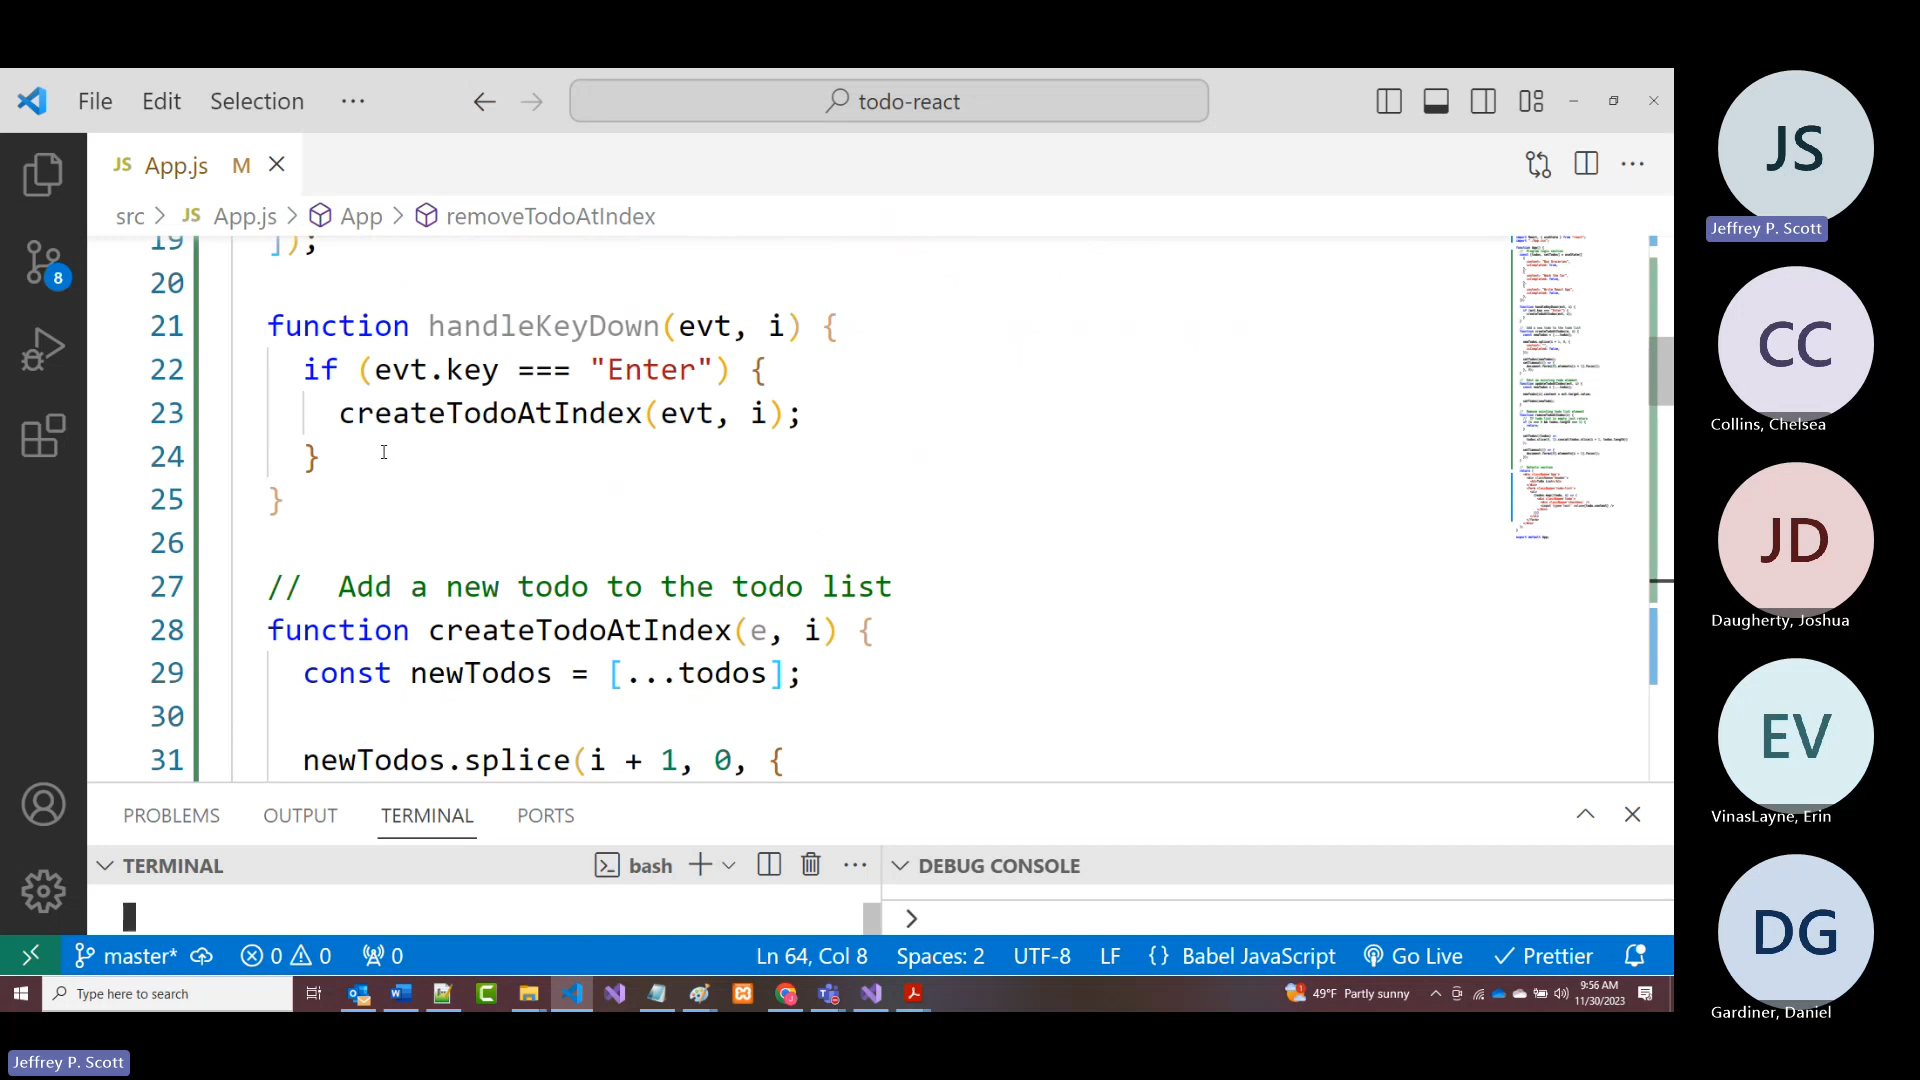 File Edit Selection ···
todo-react
JS App.js M
src > JS App.js > App > removeTodoAtIndex
19 ]);
20
21 function handleKeyDown(evt, i) {
22 if (evt.key === "Enter") {
23 createTodoAtIndex(evt, i);
24 }
25 }
26
27 // Add a new todo to the todo list
28 function createTodoAtIndex(e, i) {
29 const newTodos = [...todos];
30
31 newTodos.splice(i + 1, 0, {
8
PROBLEMS OUTPUT TERMINAL PORTS
TERMINAL
bash
DEBUG CONSOLE
>
master* 0 0 0
Ln 64, Col 8 Spaces: 2 UTF-8 LF {} Babel JavaScript Go Live Prettier
Type here to search
49°F Partly sunny
9:56 AM
11/30/2023
JS
Jeffrey P. Scott
CC
Collins, Chelsea
JD
Daugherty, Joshua
EV
VinasLayne, Erin
DG
Gardiner, Daniel
Jeffrey P. Scott